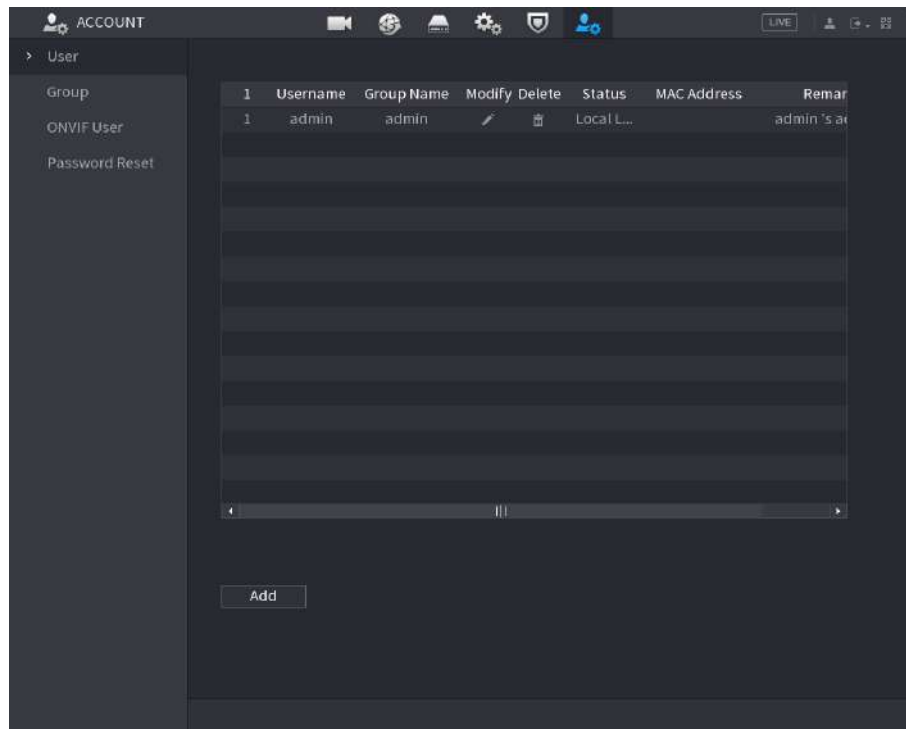 ACCOUNT LIVE
User
Group
ONVIF User
Password Reset
1 Username Group Name Modify Delete Status MAC Address Remar
1 admin admin Local L... admin 's a
Add